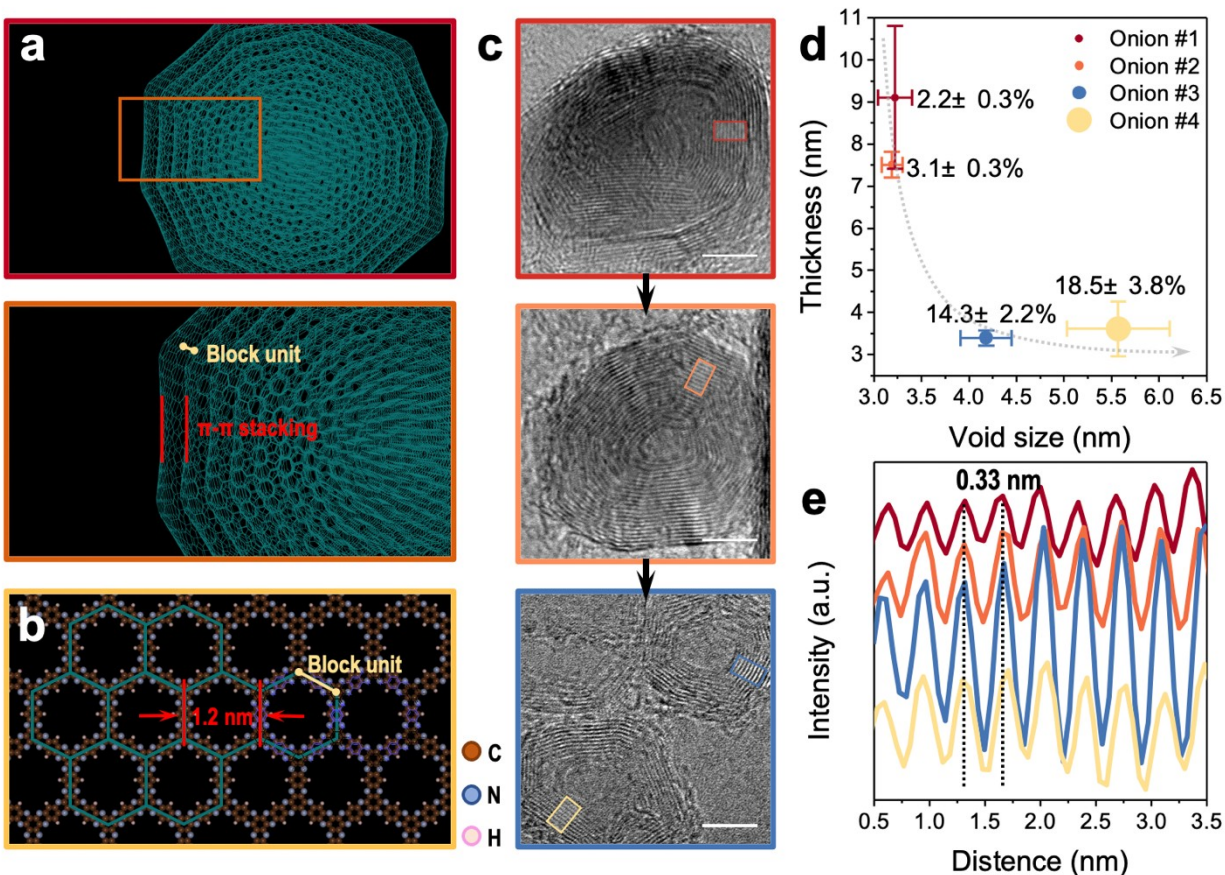 a
Block unit
π-π stacking
b
Block unit
1.2 nm
C
N
H
c
d
11
10
9
8
7
6
5
4
3
Thickness (nm)
Onion #1
Onion #2
Onion #3
Onion #4
2.2± 0.3%
3.1± 0.3%
14.3± 2.2%
18.5± 3.8%
3.0 3.5 4.0 4.5 5.0 5.5 6.0 6.5
Void size (nm)
e
0.33 nm
Intensity (a.u.)
0.5 1.0 1.5 2.0 2.5 3.0 3.5
Distence (nm)